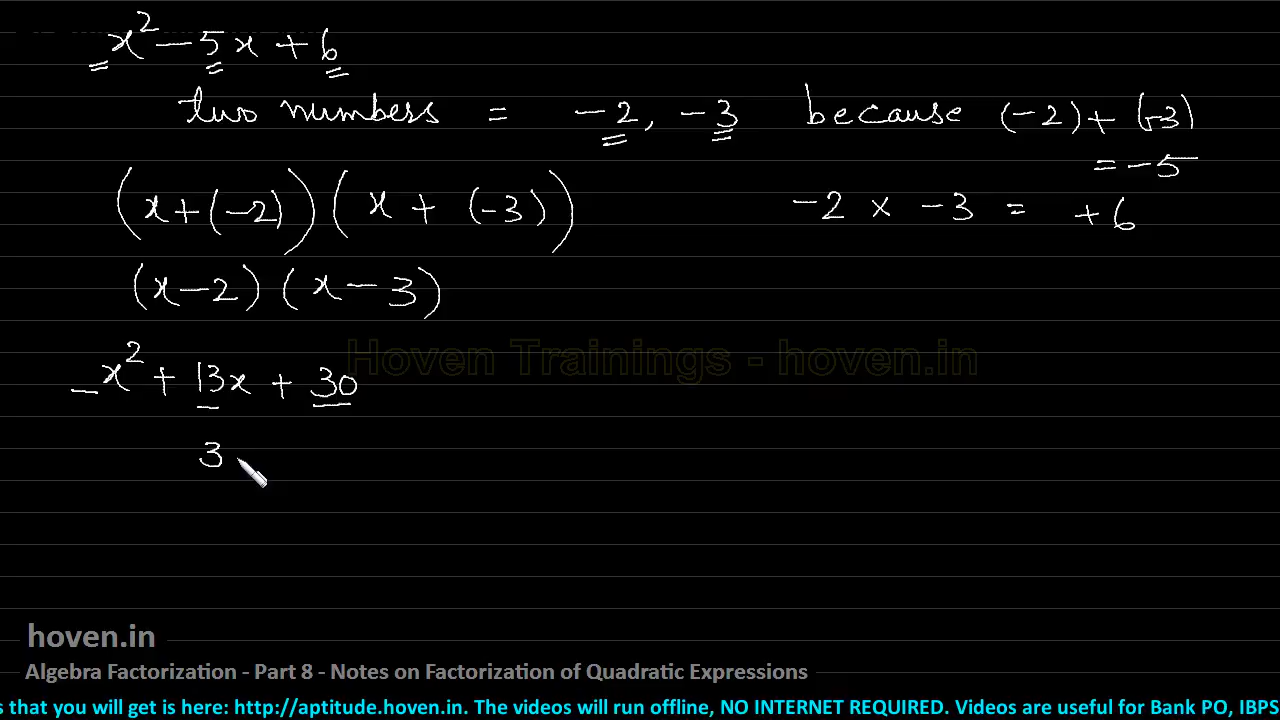 x² - 5x + 6
two numbers = -2, -3 because (-2) + (-3)
= -5
(x + (-2)) (x + (-3)) -2 × -3 = +6
(x - 2) (x - 3)
Hoven Trainings - hoven.in
x² + 13x + 30
3
hoven.in
Algebra Factorization - Part 8 - Notes on Factorization of Quadratic Expressions
s that you will get is here: http://aptitude.hoven.in. The videos will run offline, NO INTERNET REQUIRED. Videos are useful for Bank PO, IBPS